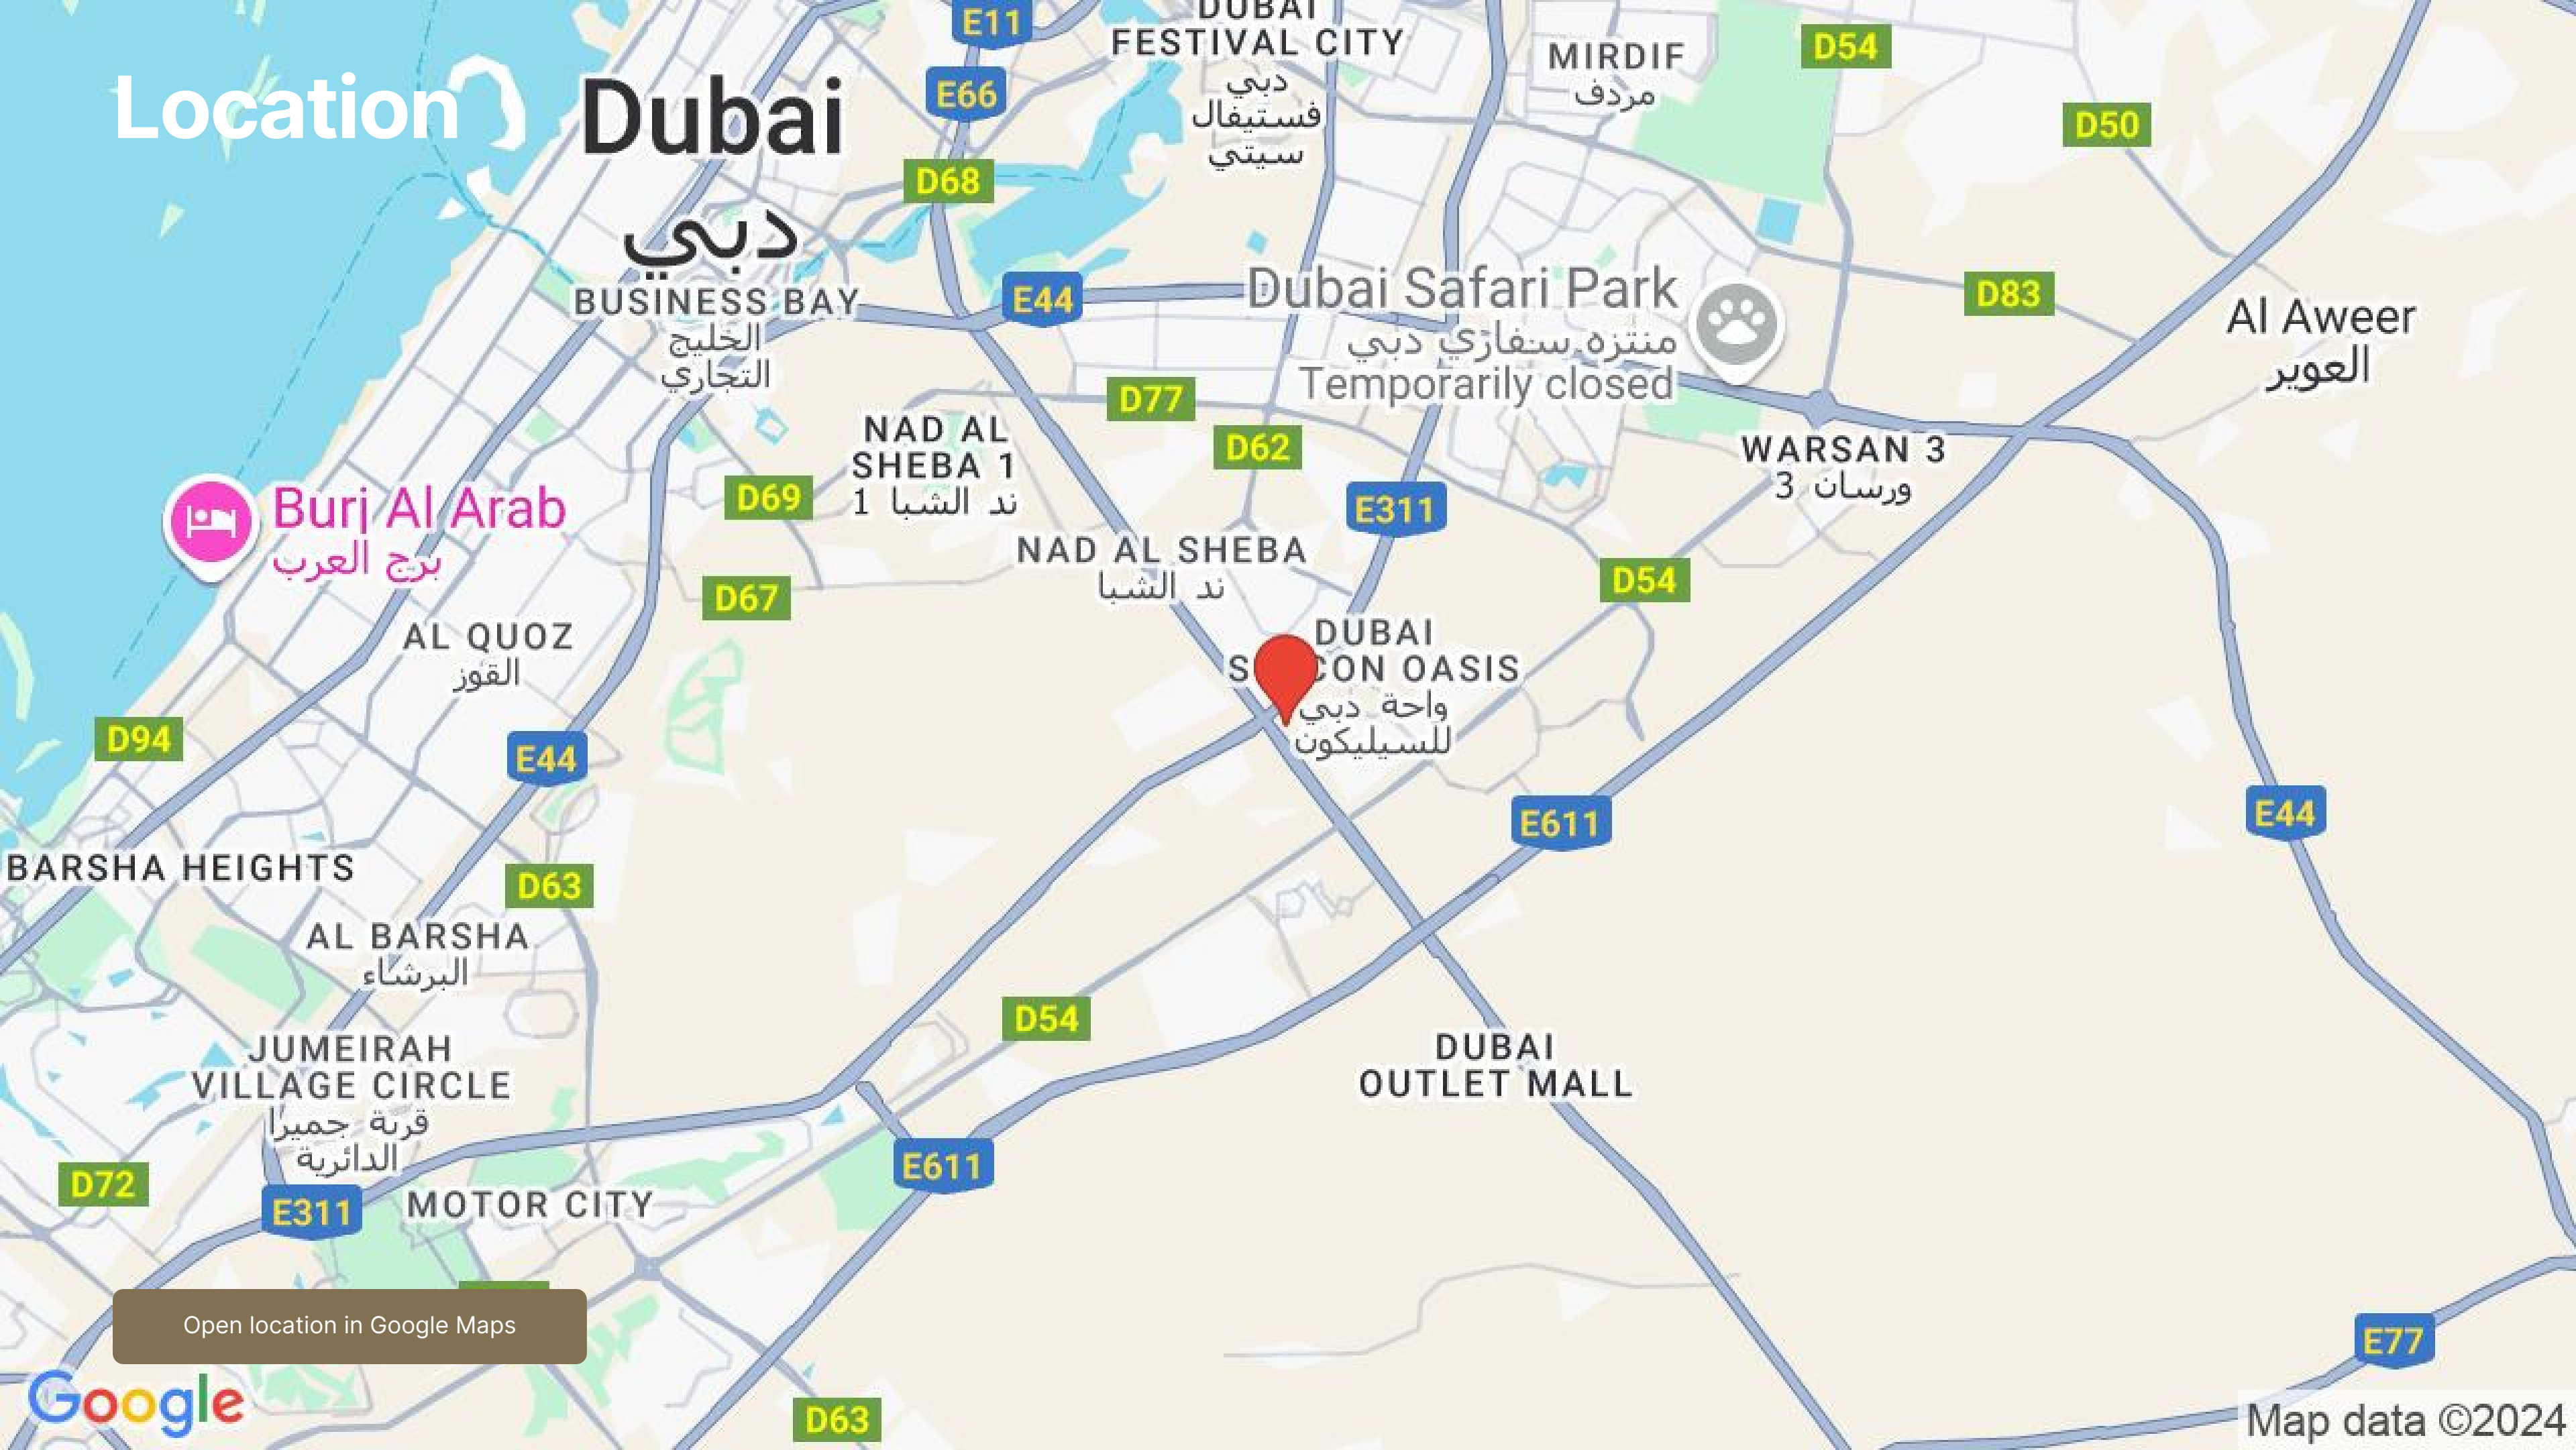 Location
Dubai
دبي
E11
E66
D68
DUBAI
FESTIVAL CITY
دبي
فستيفال
سيتي
MIRDIF
مردف
D54
D50
BUSINESS BAY
الخليج
التجاري
E44
Dubai Safari Park
منتزه سفاري دبي
Temporarily closed
D83
Al Aweer
العوير
D77
D62
NAD AL
SHEBA 1
ند الشبا 1
D69
E311
WARSAN 3
ورسان 3
Burj Al Arab
برج العرب
NAD AL SHEBA
ند الشبا
D67
D54
AL QUOZ
القوز
DUBAI
S CON OASIS
واحة دبي
للسيليكون
D94
E44
E611
E44
BARSHA HEIGHTS
D63
AL BARSHA
البرشاء
D54
JUMEIRAH
VILLAGE CIRCLE
قرية جميرا
الدائرية
DUBAI
OUTLET MALL
D72
E311
MOTOR CITY
E611
Open location in Google Maps
E77
Google
D63
Map data ©2024